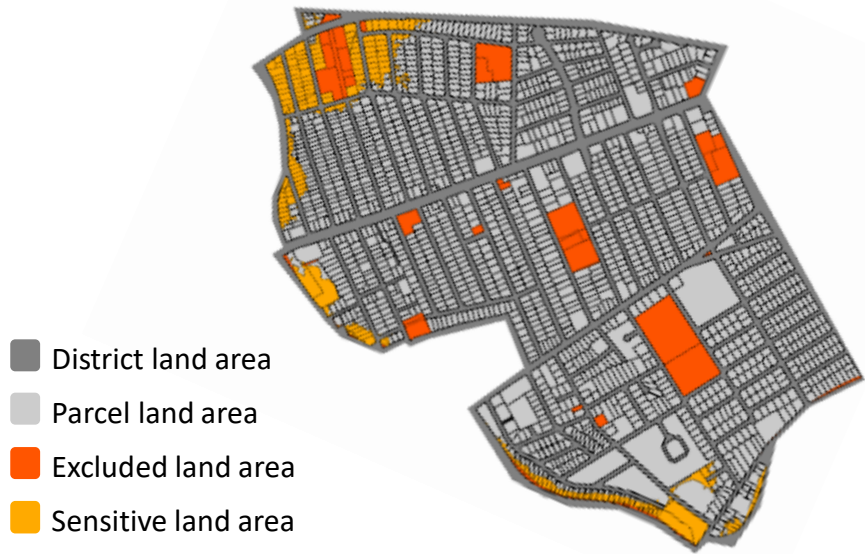 District land area
Parcel land area
Excluded land area
Sensitive land area